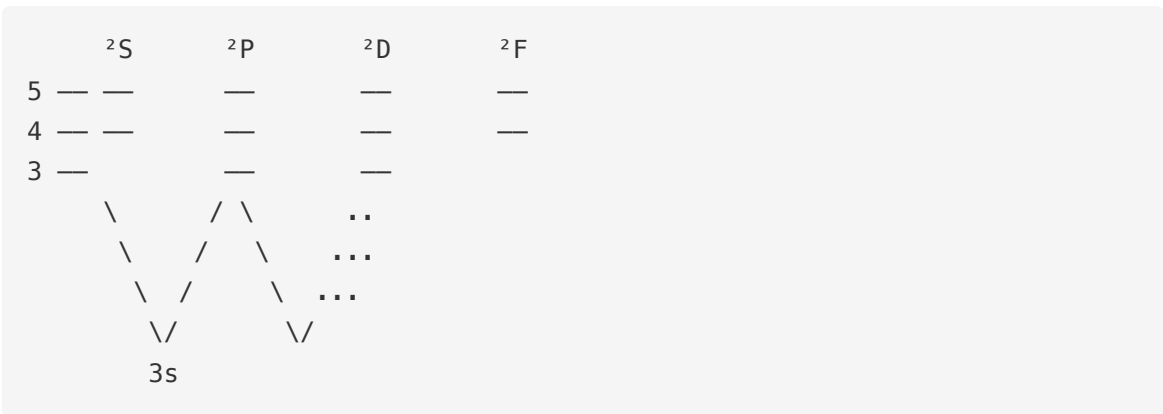 ²S ²P ²D ²F
5 —— —— —— —— ——
4 —— —— —— —— ——
3 —— —— ——
\ / \ ..
\ / \ ...
\ / \ ...
\/ \/
3s